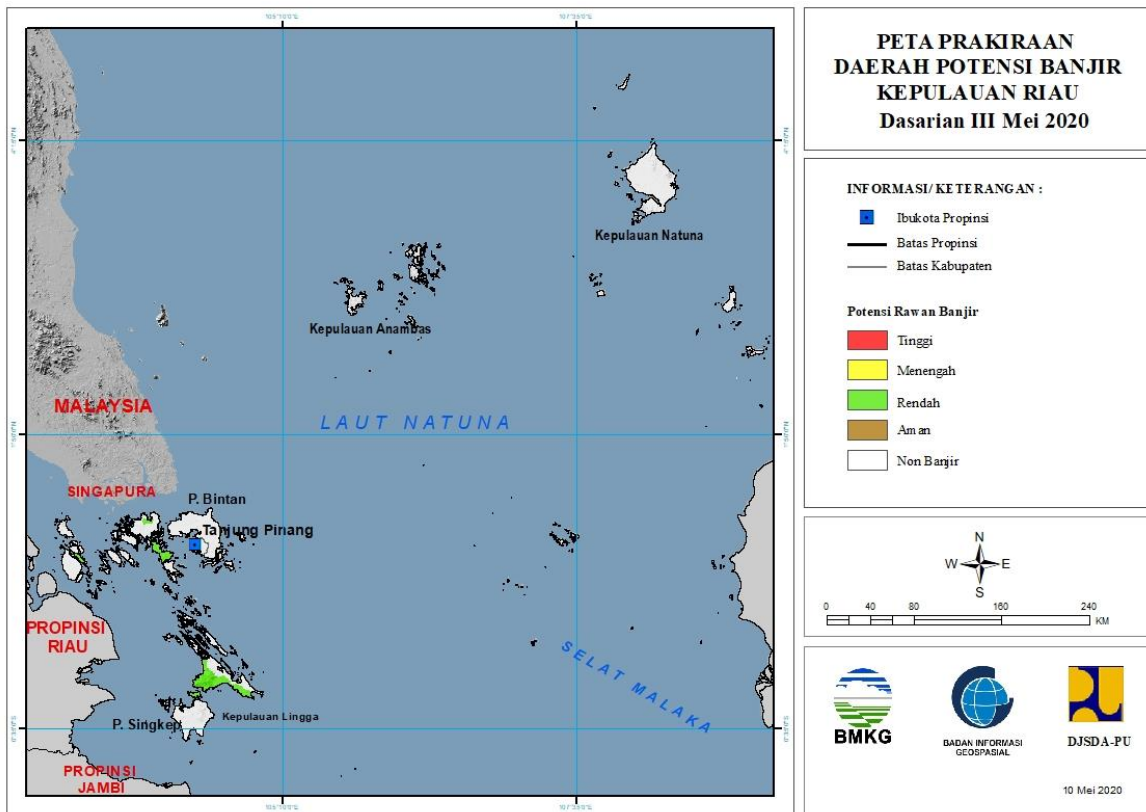 PETA PRAKIRAAN
DAERAH POTENSI BANJIR
KEPULAUAN RIAU
Dasarian III Mei 2020
INFORMASI/ KETERANGAN :
Ibukota Propinsi
Batas Propinsi
Batas Kabupaten
Potensi Rawan Banjir
Tinggi
Menengah
Rendah
Aman
Non Banjir
N
W E
S
0 40 80 160 240
KM
BMKG
BADAN INFORMASI
GEOSPASIAL
DJSDA-PU
10 Mei 2020
Kepulauan Natuna
Kepulauan Anambas
MALAYSIA
LAUT NATUNA
SINGAPURA
P. Bintan
Tanjung Pinang
PROPINSI
RIAU
SELAT MALAKA
P. Singkep
Kepulauan Lingga
PROPINSI
JAMBI